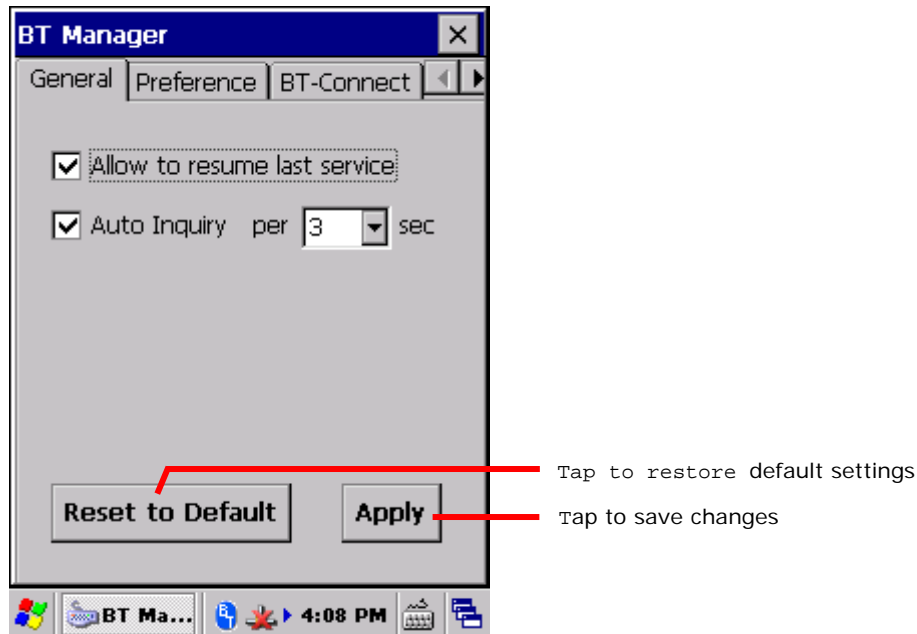 BT Manager
General Preference BT-Connect
Allow to resume last service
Auto Inquiry per 3 sec
Tap to restore default settings
Reset to Default Apply
Tap to save changes
BT Ma... 4:08 PM